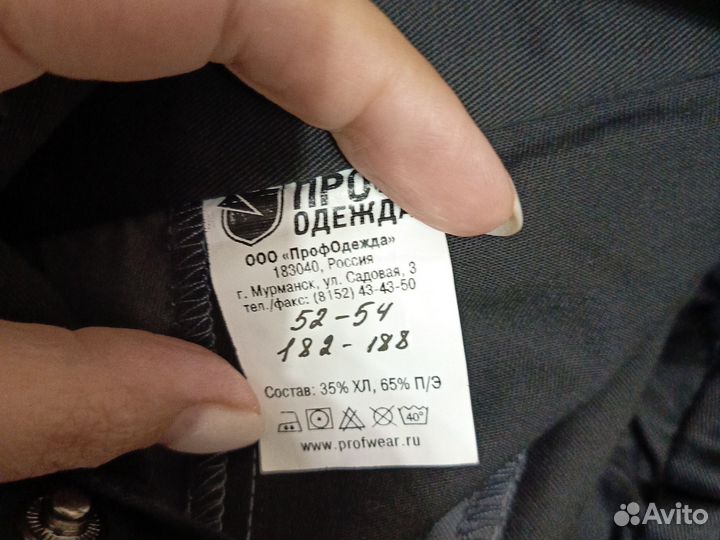 ОДЕЖДА
ООО «ПрофОдежда»
183040, Россия
г. Мурманск, ул. Садовая, 3
тел./факс: (8152) 43-43-50
52-54
182-188
Состав: 35% ХЛ, 65% П/Э
40°
www.profwear.ru
Avito